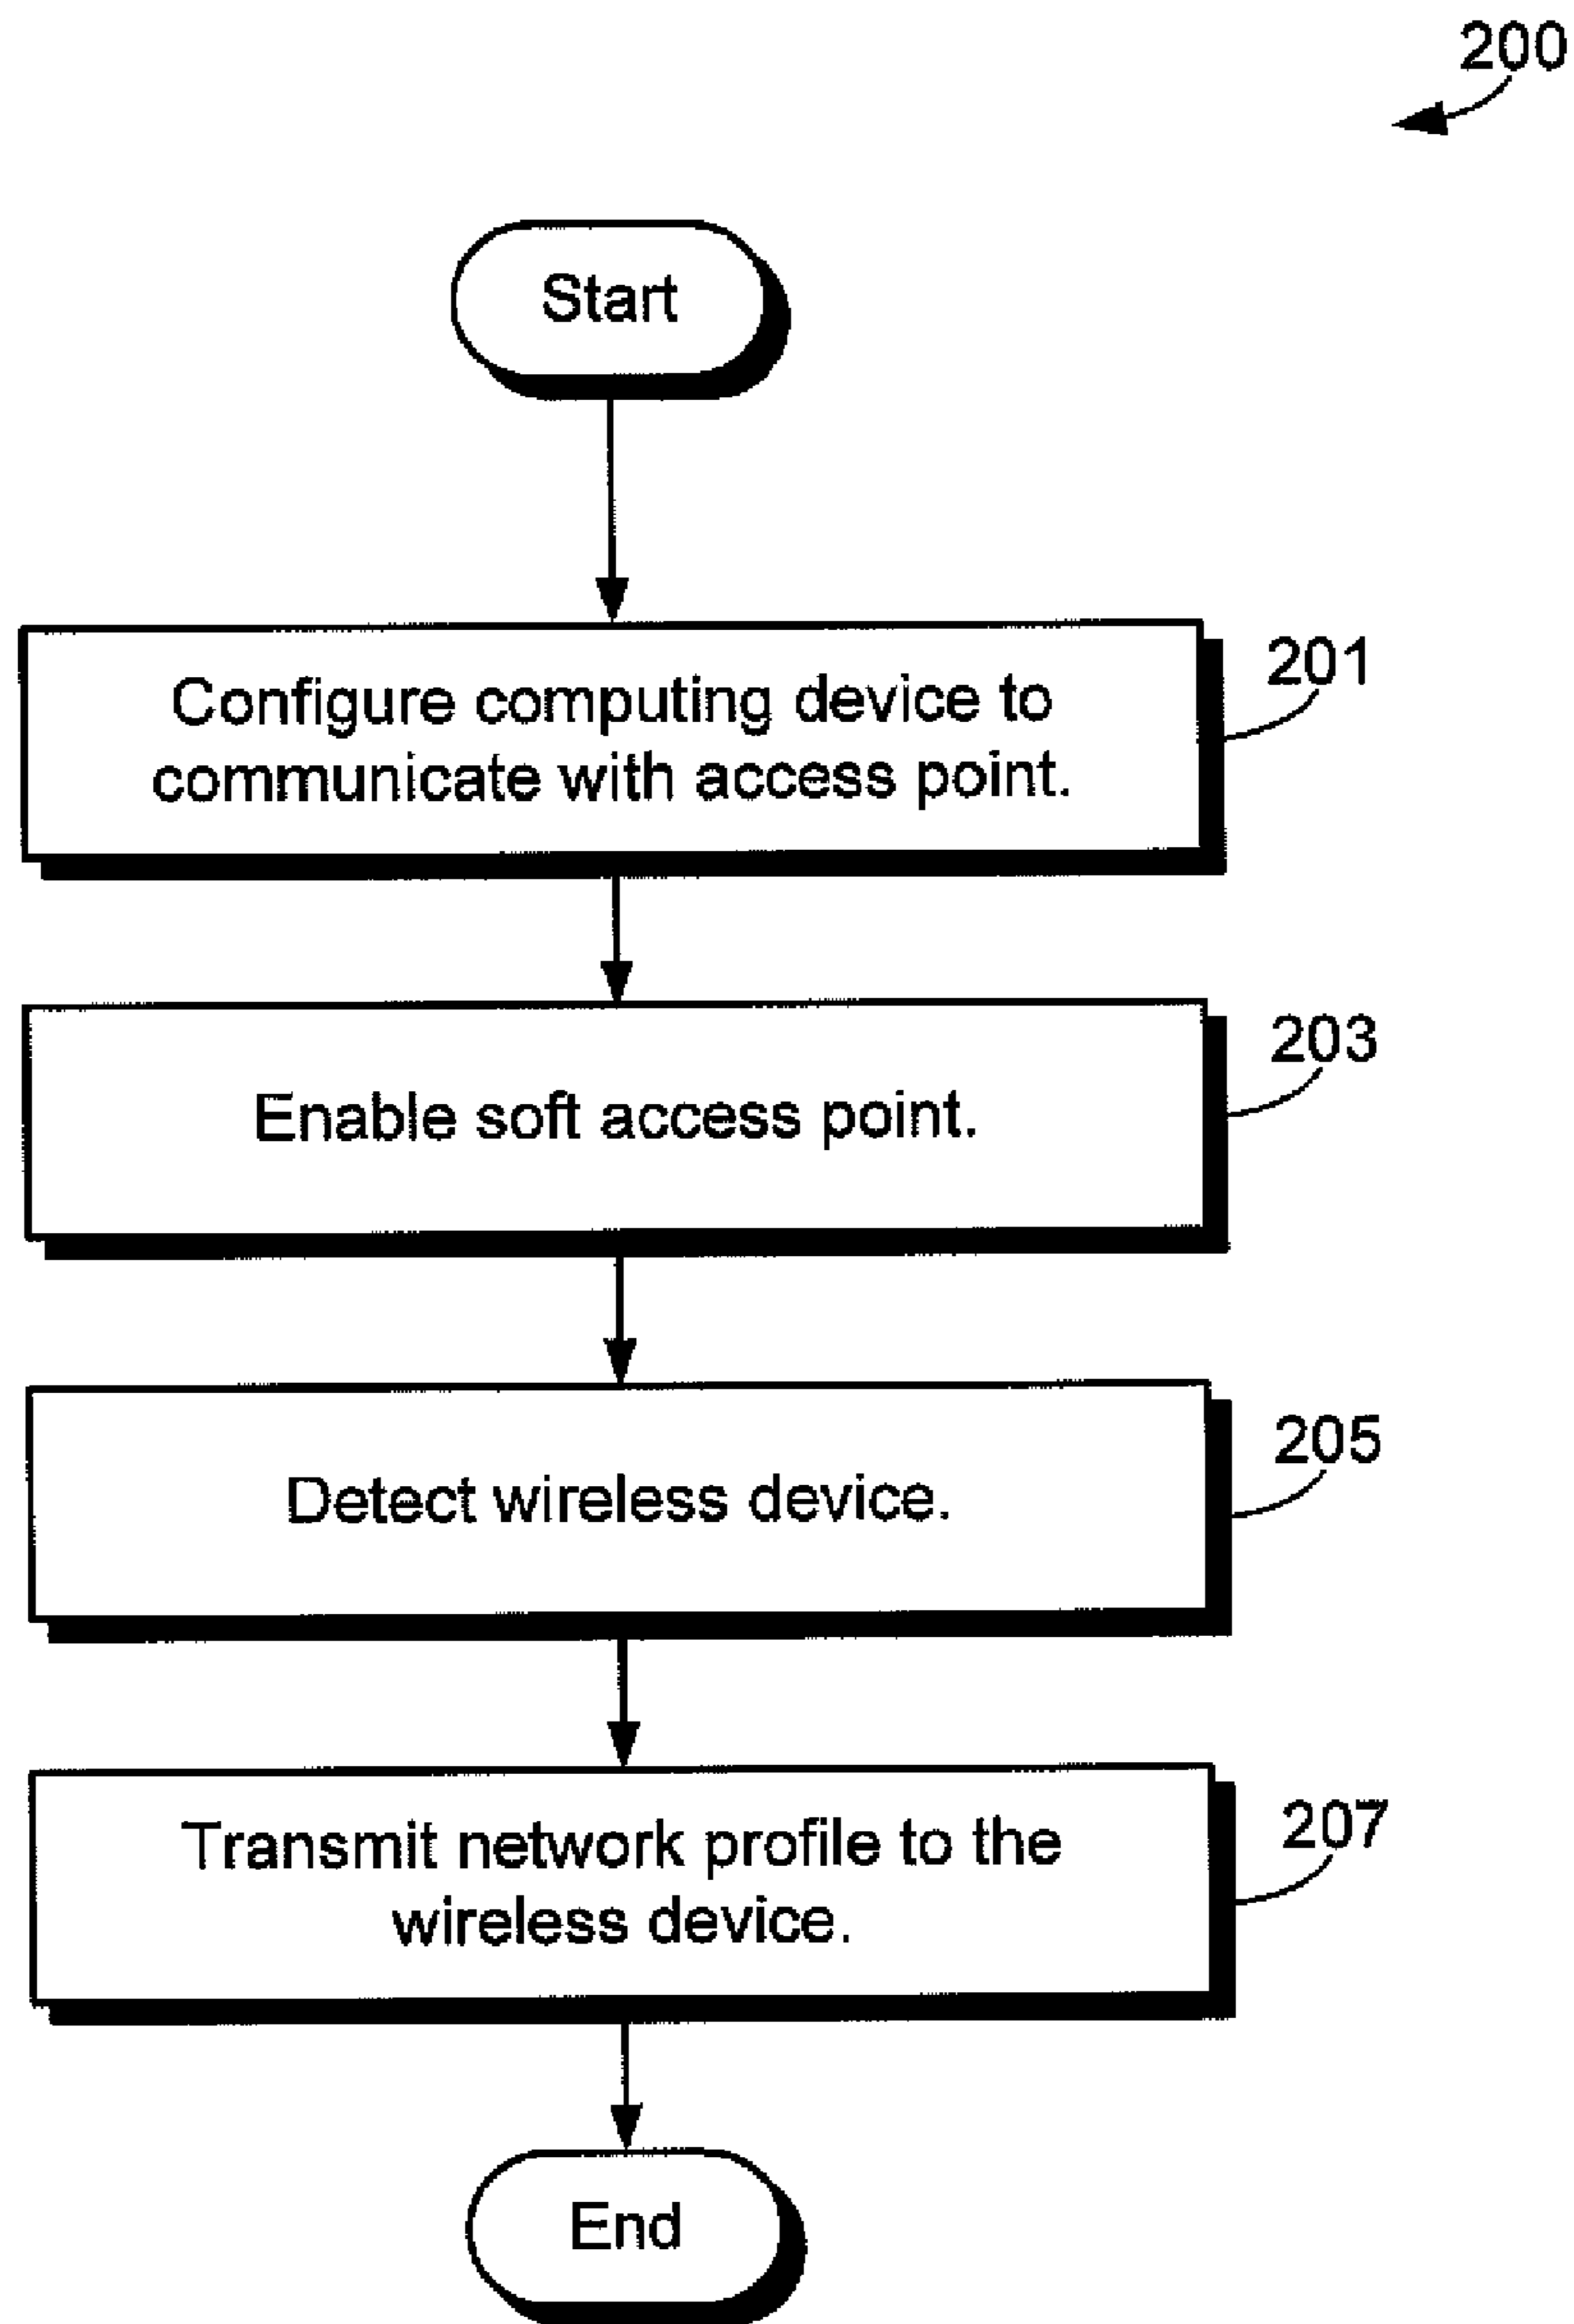 200
Start
Configure computing device to
communicate with access point.
201
Enable soft access point.
203
Detect wireless device.
205
Transmit network profile to the
wireless device.
207
End